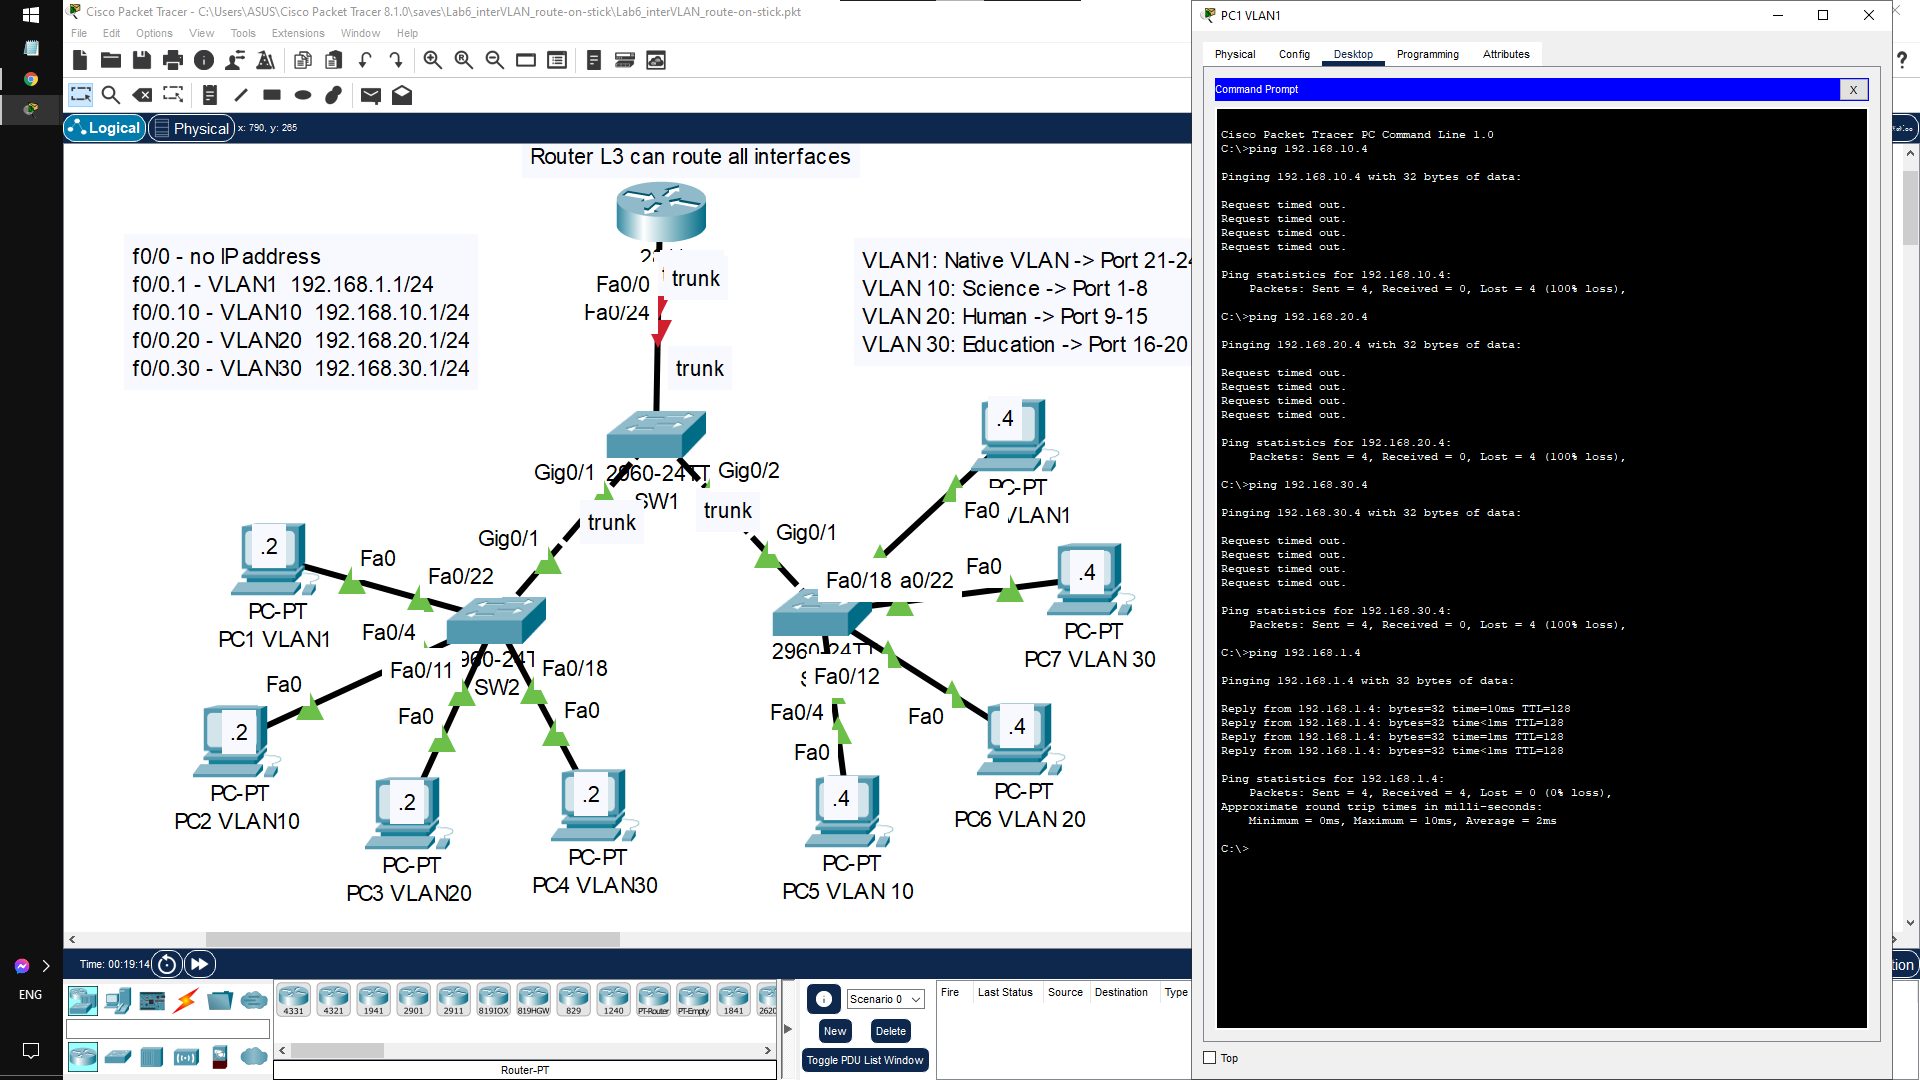 Cisco Packet Tracer - C:\Users\ASUS\Cisco Packet Tracer 8.1.0\saves\Lab6_interVLAN_route-on-stick\Lab6_interVLAN_route-on-stick.pkt
File Edit Options View Tools Extensions Window Help
Logical
Physical
x: 790, y: 265
Router L3 can route all interfaces
f0/0 - no IP address
f0/0.1 - VLAN1 192.168.1.1/24
f0/0.10 - VLAN10 192.168.10.1/24
f0/0.20 - VLAN20 192.168.20.1/24
f0/0.30 - VLAN30 192.168.30.1/24
Fa0/0
trunk
Fa0/24
trunk
VLAN1: Native VLAN -> Port 21-24
VLAN 10: Science -> Port 1-8
VLAN 20: Human -> Port 9-15
VLAN 30: Education -> Port 16-20
Gig0/1
2960-24TT
Gig0/2
SW1
trunk
trunk
Gig0/1
Gig0/1
.2
Fa0
Fa0/22
PC-PT
PC1 VLAN1
Fa0/4
Fa0/11
960-24T
SW2
Fa0/18
Fa0
.2
PC-PT
PC2 VLAN10
Fa0
.2
PC-PT
PC3 VLAN20
Fa0
.2
PC-PT
PC4 VLAN30
.4
PC-PT
VLAN1
Fa0
Fa0/18
a0/22
Fa0
.4
PC-PT
PC7 VLAN 30
2960-24TT
Fa0/12
Fa0/4
Fa0
Fa0
.4
PC-PT
PC6 VLAN 20
.4
PC-PT
PC5 VLAN 10
Time: 00:19:14
4331 4321 1941 2901 2911 819IOX 819HGW 829 1240 PT-Router PT-Empty 1841 2620
Router-PT
Scenario 0
New
Delete
Toggle PDU List Window
Fire Last Status Source Destination Type
ENG
PC1 VLAN1
Physical Config Desktop Programming Attributes
Command Prompt
X
Cisco Packet Tracer PC Command Line 1.0
C:\>ping 192.168.10.4
Pinging 192.168.10.4 with 32 bytes of data:
Request timed out.
Request timed out.
Request timed out.
Request timed out.
Ping statistics for 192.168.10.4:
Packets: Sent = 4, Received = 0, Lost = 4 (100% loss),
C:\>ping 192.168.20.4
Pinging 192.168.20.4 with 32 bytes of data:
Request timed out.
Request timed out.
Request timed out.
Request timed out.
Ping statistics for 192.168.20.4:
Packets: Sent = 4, Received = 0, Lost = 4 (100% loss),
C:\>ping 192.168.30.4
Pinging 192.168.30.4 with 32 bytes of data:
Request timed out.
Request timed out.
Request timed out.
Request timed out.
Ping statistics for 192.168.30.4:
Packets: Sent = 4, Received = 0, Lost = 4 (100% loss),
C:\>ping 192.168.1.4
Pinging 192.168.1.4 with 32 bytes of data:
Reply from 192.168.1.4: bytes=32 time=10ms TTL=128
Reply from 192.168.1.4: bytes=32 time<1ms TTL=128
Reply from 192.168.1.4: bytes=32 time=1ms TTL=128
Reply from 192.168.1.4: bytes=32 time<1ms TTL=128
Ping statistics for 192.168.1.4:
Packets: Sent = 4, Received = 4, Lost = 0 (0% loss),
Approximate round trip times in milli-seconds:
Minimum = 0ms, Maximum = 10ms, Average = 2ms
C:\>
Top
tion